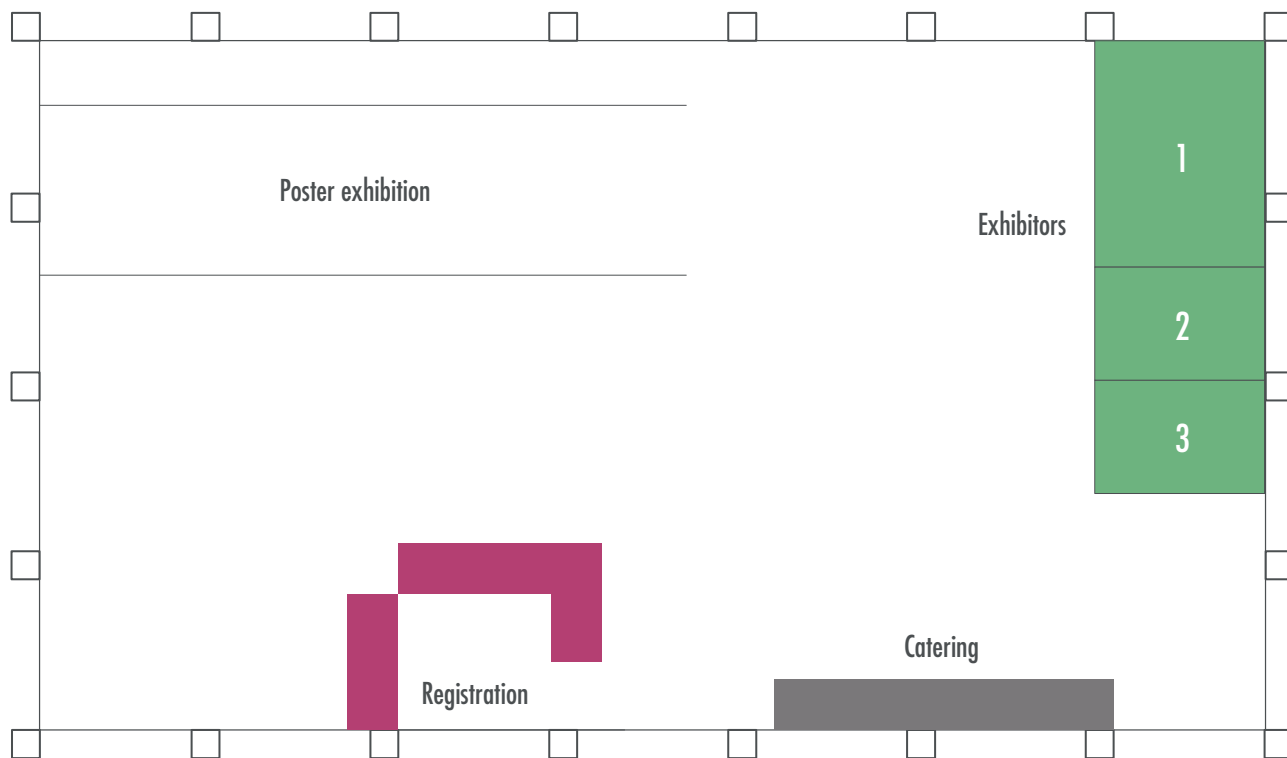 1
Poster exhibition
Exhibitors
2
3
Catering
Registration